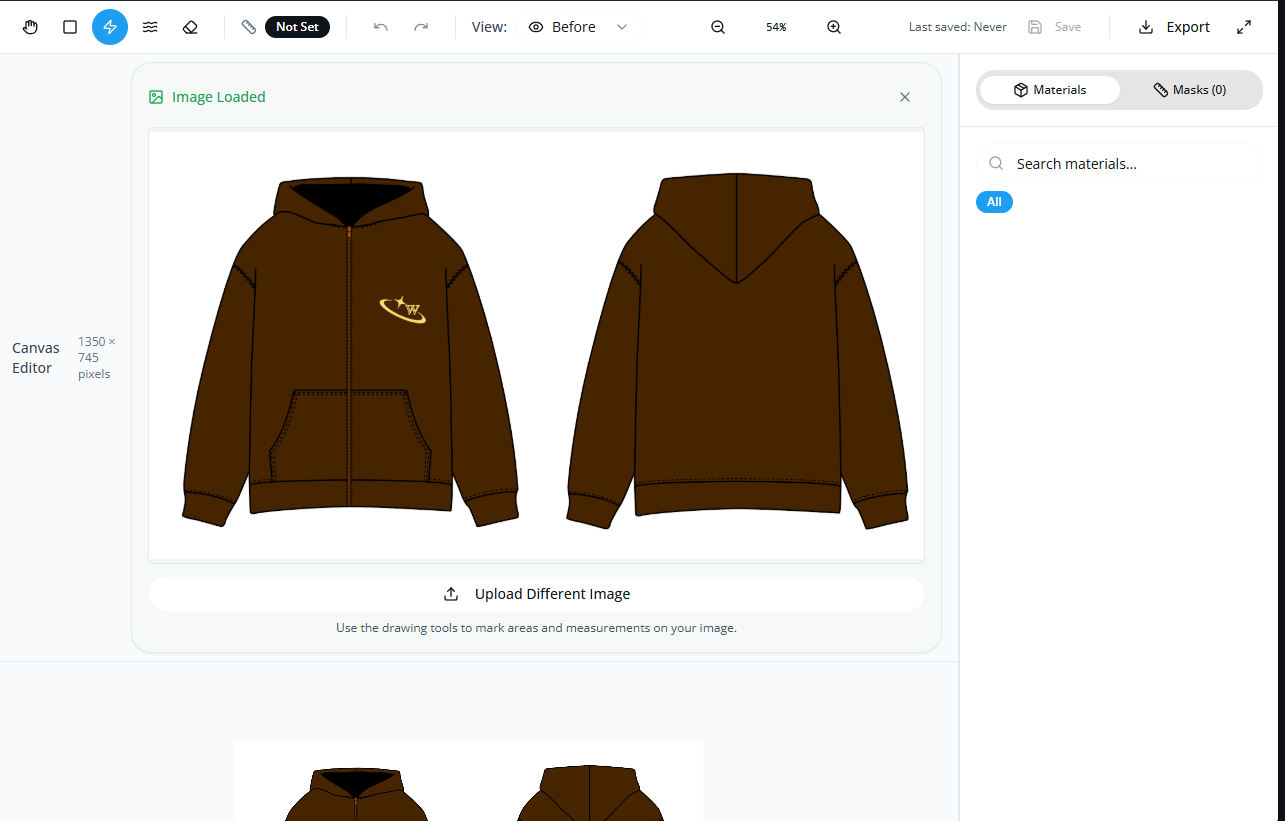 Not Set
View:
Before
54%
Last saved: Never
Save
Export
Image Loaded
Materials
Masks (0)
Search materials...
All
W
Canvas
Editor
1350 ×
745
pixels
Upload Different Image
Use the drawing tools to mark areas and measurements on your image.